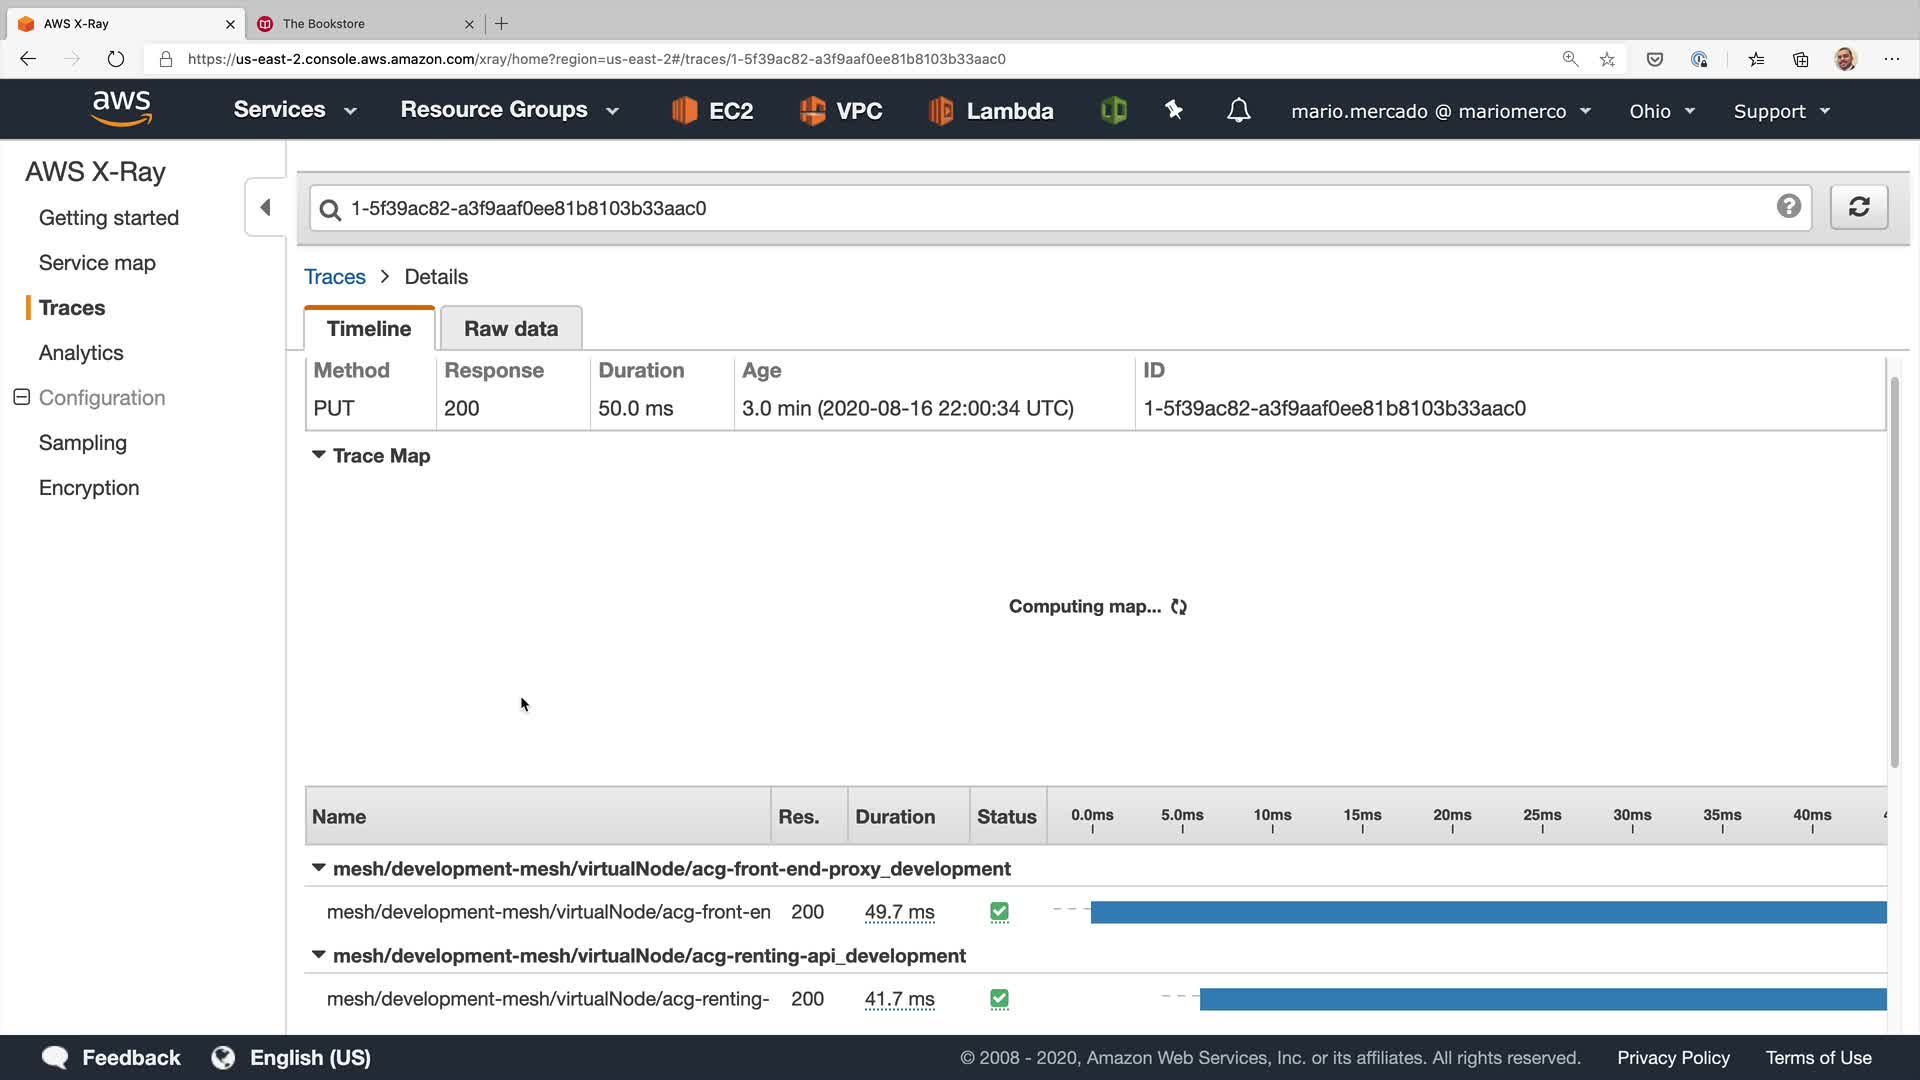 AWS X-Ray
The Bookstore
https://us-east-2.console.aws.amazon.com/xray/home?region=us-east-2#/traces/1-5f39ac82-a3f9aaf0ee81b8103b33aac0
aws
Services
Resource Groups
EC2
VPC
Lambda
mario.mercado @ mariomerco
Ohio
Support
AWS X-Ray
Getting started
Service map
Traces
Analytics
Configuration
Sampling
Encryption
1-5f39ac82-a3f9aaf0ee81b8103b33aac0
Traces > Details
Timeline
Raw data
Method Response Duration Age ID
PUT 200 50.0 ms 3.0 min (2020-08-16 22:00:34 UTC) 1-5f39ac82-a3f9aaf0ee81b8103b33aac0
Trace Map
Computing map...
Name Res. Duration Status 0.0ms 5.0ms 10ms 15ms 20ms 25ms 30ms 35ms 40ms
mesh/development-mesh/virtualNode/acg-front-end-proxy_development
mesh/development-mesh/virtualNode/acg-front-en 200 49.7 ms
mesh/development-mesh/virtualNode/acg-renting-api_development
mesh/development-mesh/virtualNode/acg-renting- 200 41.7 ms
Feedback
English (US)
© 2008 - 2020, Amazon Web Services, Inc. or its affiliates. All rights reserved.
Privacy Policy
Terms of Use